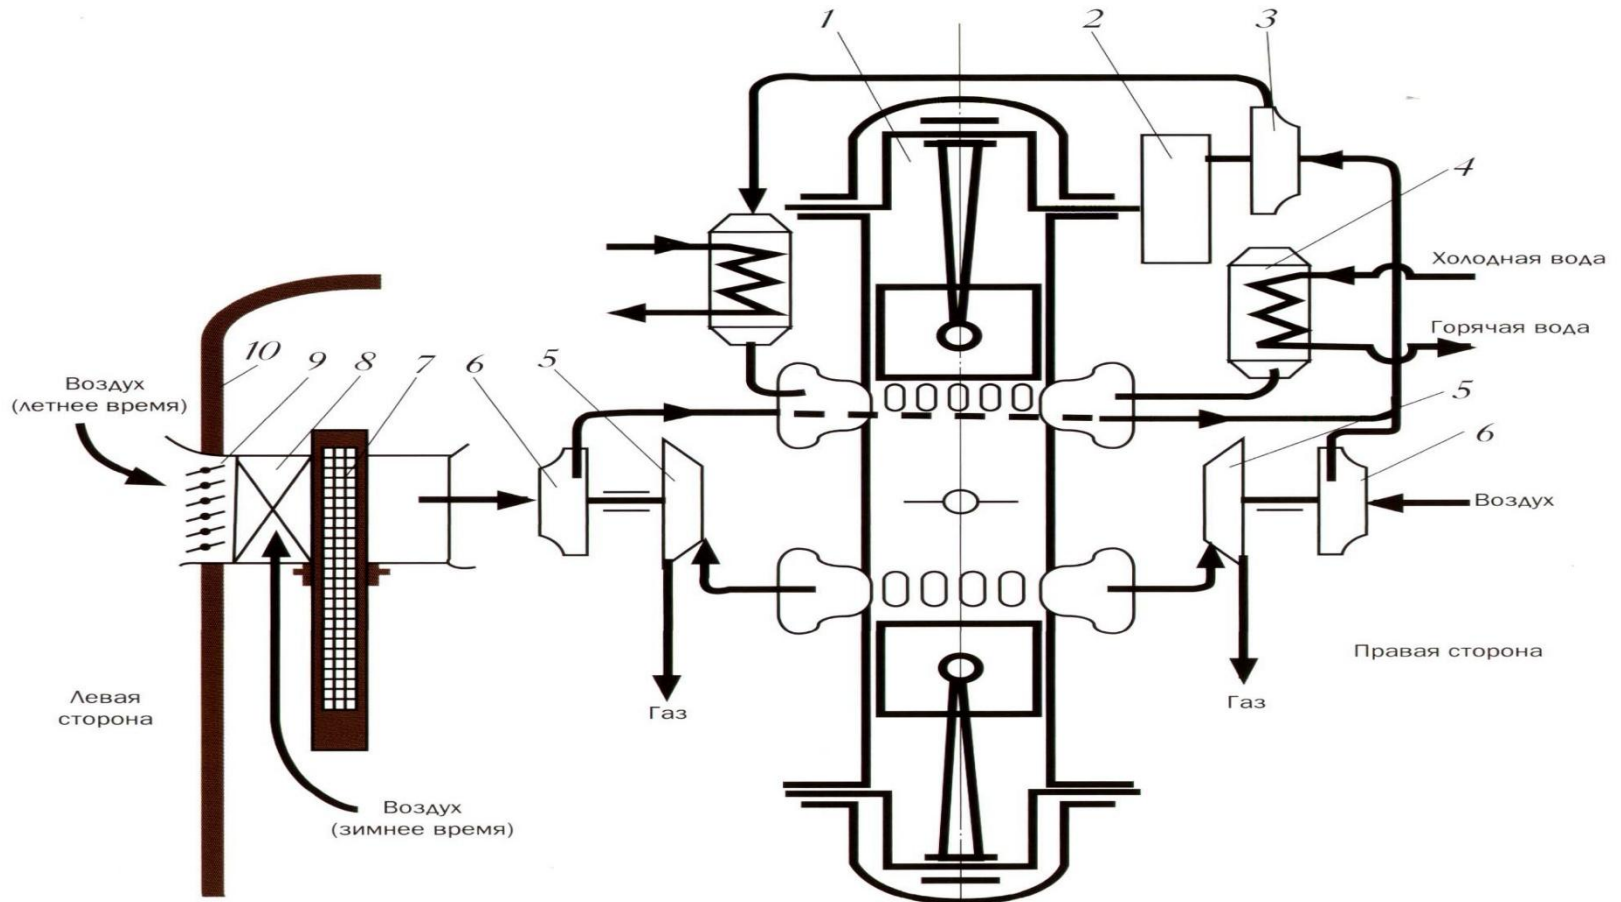 1
2
3
4
Холодная вода
Горячая вода
10
9
8
7
6
5
5
6
Воздух
(летнее время)
Воздух
Левая
сторона
Газ
Газ
Правая сторона
Воздух
(зимнее время)